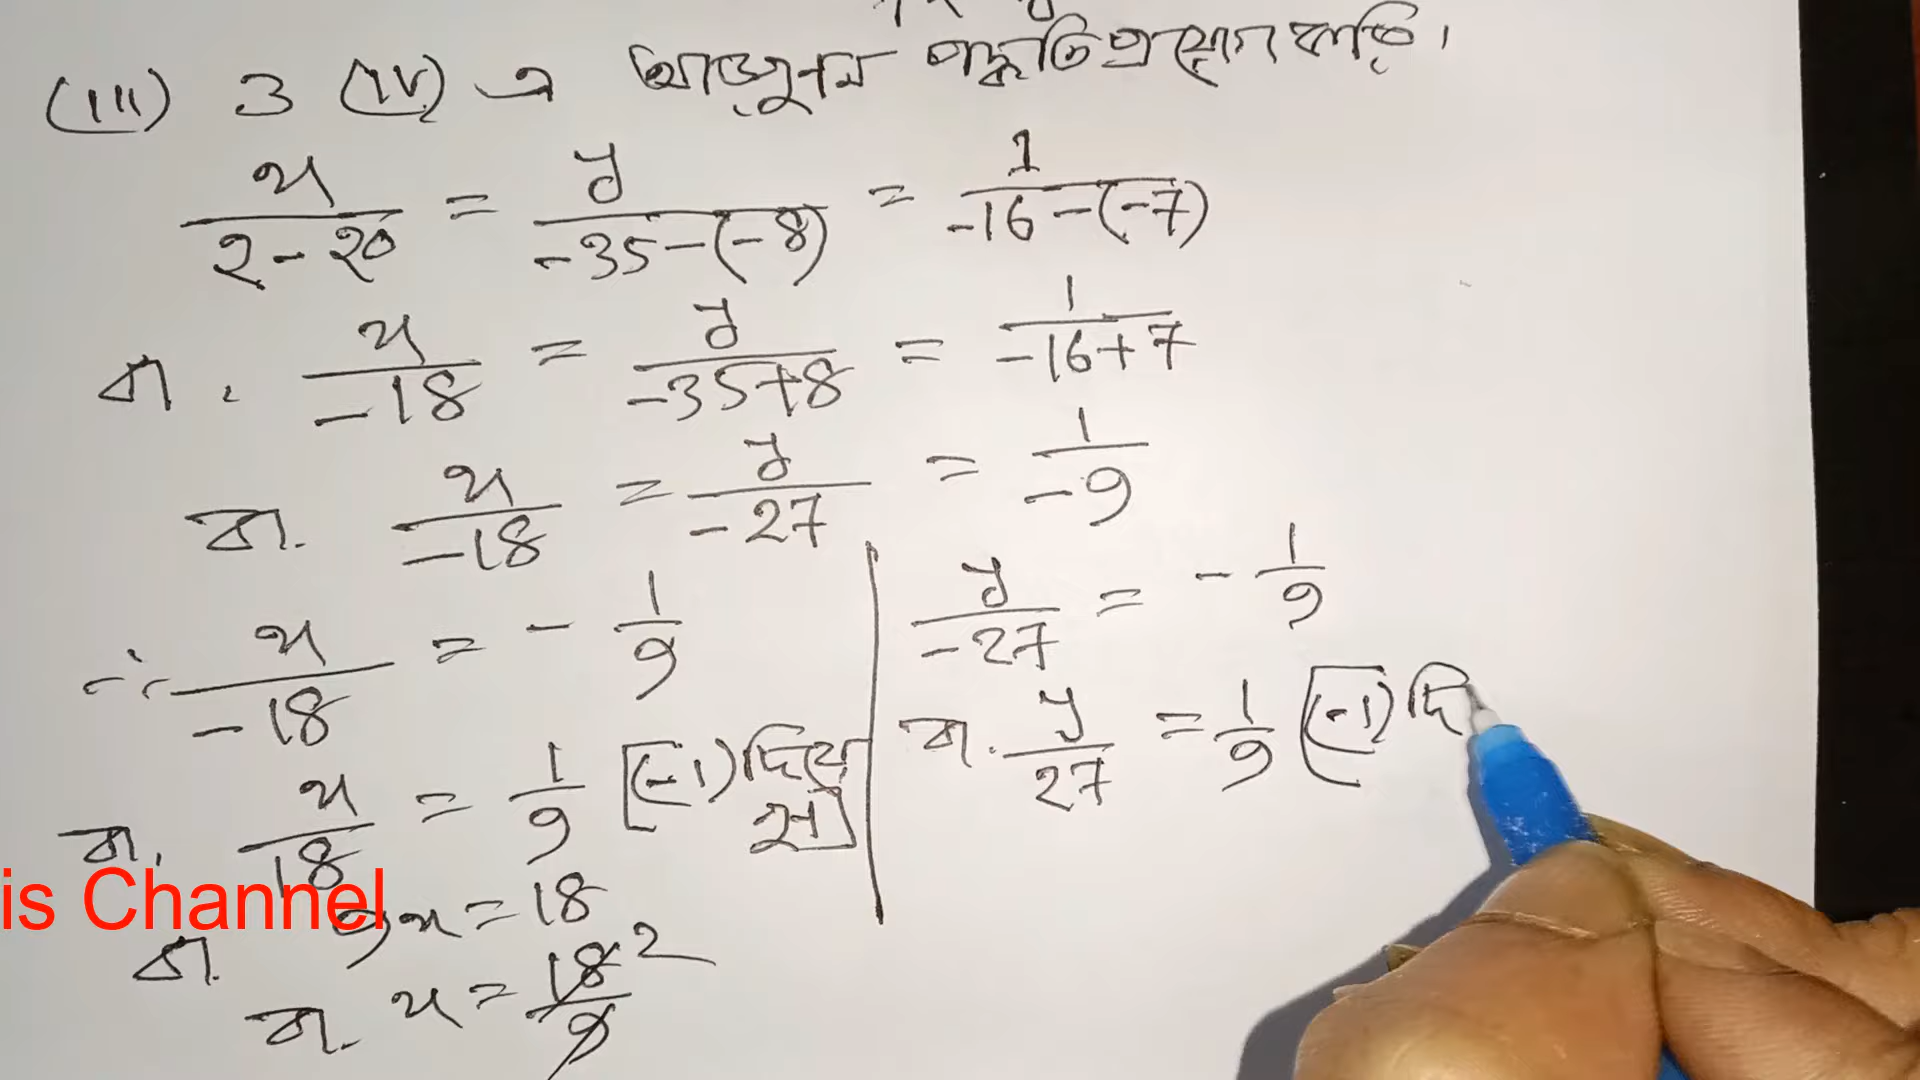 (iii) ও (iv) এ আড়গুনন পদ্ধতি প্রয়োগ করি।
x/(2-20) = y/(-35-(-8)) = 1/(-16-(-7))
বা, x/-18 = y/(-35+8) = 1/(-16+7)
বা, x/-18 = y/-27 = 1/-9
∴ x/-18 = - 1/9
বা, x/18 = 1/9 [(-1) দিয়ে
বা, 9x = 18
বা, x = 18/9 2
y/-27 = - 1/9
বা, y/27 = 1/9 [(-1) দি
is Channel